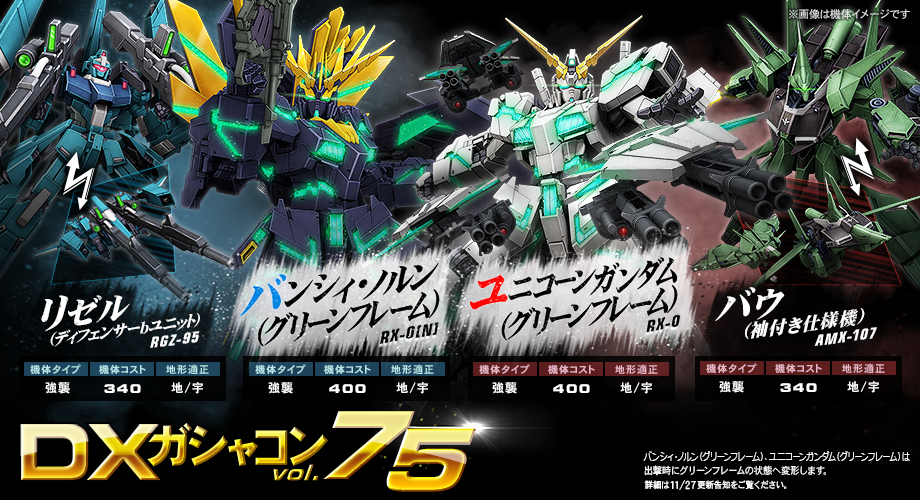 ※画像は機体イメージです
リゼル
(ディフェンサーbユニット)
RGZ-95
機体タイプ 機体コスト 地形適正
強襲 340 地/宇
バンシィ・ノルン
(グリーンフレーム)
RX-0[N]
機体タイプ 機体コスト 地形適正
強襲 400 地/宇
ユニコーンガンダム
(グリーンフレーム)
RX-0
機体タイプ 機体コスト 地形適正
強襲 400 地/宇
バウ
(袖付き仕様機)
AMX-107
機体タイプ 機体コスト 地形適正
強襲 340 地/宇
DXガシャコン vol.75
バンシィ・ノルン(グリーンフレーム)、ユニコーンガンダム(グリーンフレーム)は
出撃時にグリーンフレームの状態へ変形します。
詳細は11/27更新告知をご覧ください。